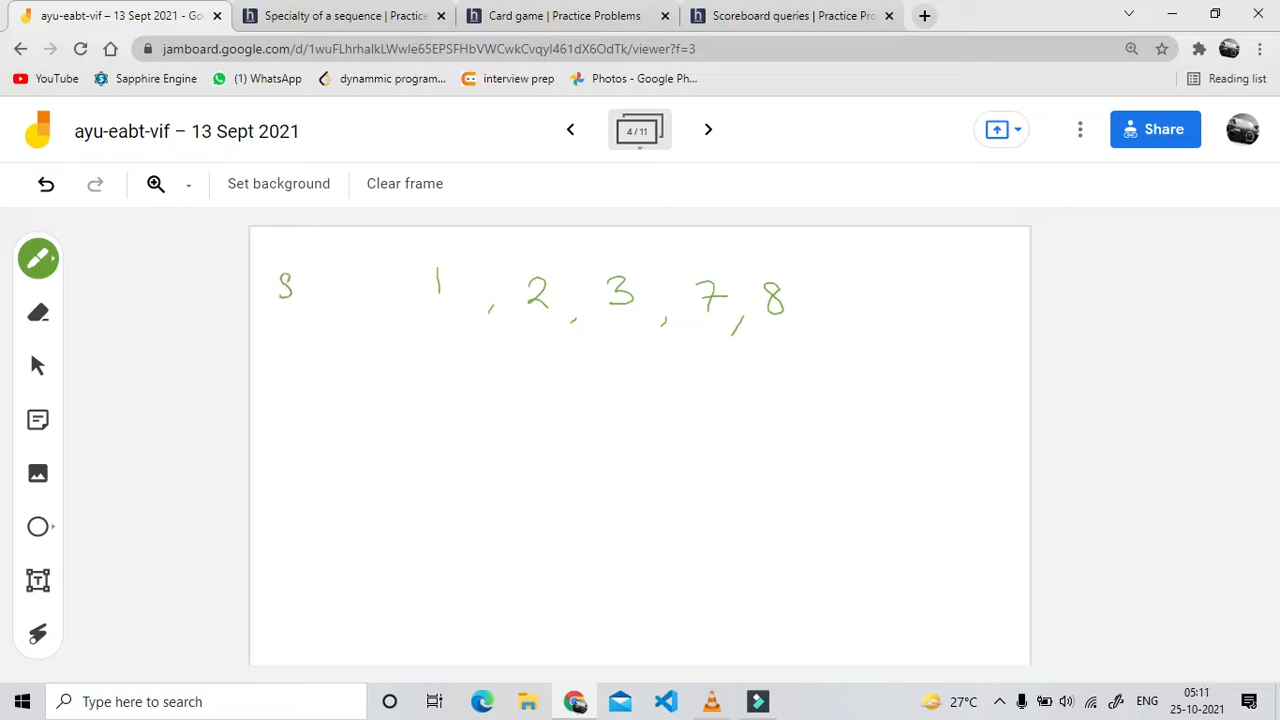 ayu-eabt-vif – 13 Sept 2021 - Go
Specialty of a sequence | Practice
Card game | Practice Problems
Scoreboard queries | Practice Pro
jamboard.google.com/d/1wuFLhrhalkLWwIe65EPSFHbVWCwkCvqyI461dX6OdTk/viewer?f=3
YouTube
Sapphire Engine
(1) WhatsApp
dynammic program...
interview prep
Photos - Google Ph...
Reading list
ayu-eabt-vif – 13 Sept 2021
4 / 11
Share
Set background
Clear frame
8 1 , 2 , 3 , 7 , 8
Type here to search
27°C
ENG
05:11
25-10-2021